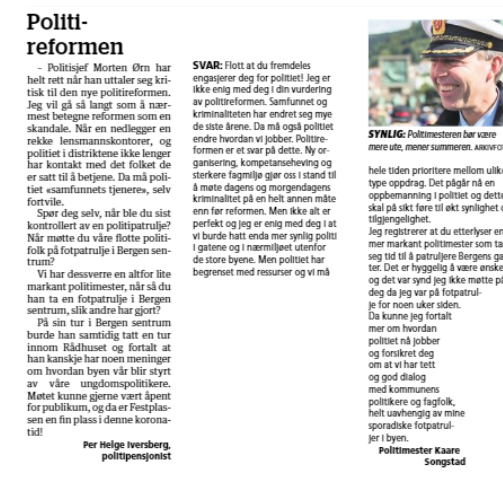 Politi-
reformen
– Politisjef Morten Ørn har
helt rett når han uttaler seg kri-
tisk til den nye politireformen.
Jeg vil gå så langt som å nær-
mest betegne reformen som en
skandale. Når en nedlegger en
rekke lensmannskontorer, og
politiet i distriktene ikke lenger
har kontakt med det folket de
er satt til å betjene. Da må poli-
tiet «samfunnets tjenere», selv
fortvile.
Spør deg selv, når ble du sist
kontrollert av en politipatrulje?
Når møtte du våre flotte politi-
folk på fotpatrulje i Bergen sen-
trum?
Vi har dessverre en altfor lite
markant politimester, når så du
han ta en fotpatrulje i Bergen
sentrum, slik andre har gjort?
På sin tur i Bergen sentrum
burde han samtidig tatt en tur
innom Rådhuset og fortalt at
han kanskje har noen meninger
om hvordan byen vår blir styrt
av våre ungdomspolitikere.
Møtet kunne gjerne vært åpent
for publikum, og da er Festplas-
sen en fin plass i denne korona-
tid!
Per Helge Iversberg,
politipensjonist
SVAR: Flott at du fremdeles
engasjerer deg for politiet! Jeg er
ikke enig med deg i din vurdering
av politireformen. Samfunnet og
kriminaliteten har endret seg mye
de siste årene. Da må også politiet
endre hvordan vi jobber. Politire-
formen er et svar på dette. Ny or-
ganisering, kompetanseheving og
sterkere fagmiljø gjør oss i stand til
å møte dagens og morgendagens
kriminalitet på en helt annen måte
enn før reformen. Men ikke alt er
perfekt og jeg er enig med deg i at
vi burde hatt enda mer synlig politi
i gatene og i nærmiljøet utenfor
de store byene. Men politiet har
begrenset med ressurser og vi må
SYNLIG: Politimesteren bør være
mere ute, mener summeren. ARKIVFOT
hele tiden prioritere mellom ulike
type oppdrag. Det pågår nå en
oppbemanning i politiet og dette
skal på sikt føre til økt synlighet o
tilgjengelighet.
Jeg registrerer at du etterlyser en
mer markant politimester som ta
seg tid til å patruljere Bergens ga
ter. Det er hyggelig å være ønske
og det var synd jeg ikke møtte på
deg da jeg var på fotpatrul-
je for noen uker siden.
Da kunne jeg fortalt
mer om hvordan
politiet nå jobber
og forsikret deg
om at vi har tett
og god dialog
med kommunens
politikere og fagfolk,
helt uavhengig av mine
sporadiske fotpatrul-
jer i byen.
Politimester Kaare
Songstad